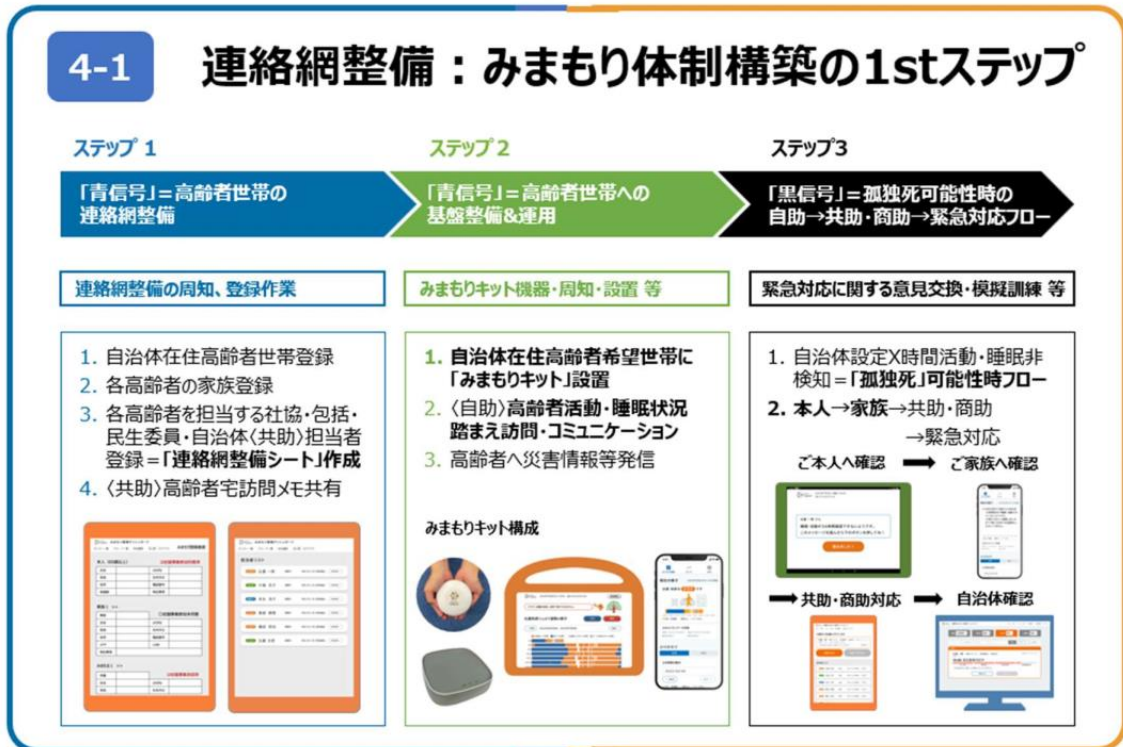 4-1
連絡網整備：みまもり体制構築の1stステップ
ステップ 1
「青信号」=高齢者世帯の
連絡網整備
連絡網整備の周知、登録作業
1. 自治体在住高齢者世帯登録
2. 各高齢者の家族登録
3. 各高齢者を担当する社協・包括・
民生委員・自治体〈共助〉担当者
登録=「連絡網整備シート」作成
4. 〈共助〉高齢者宅訪問メモ共有
ステップ 2
「青信号」=高齢者世帯への
基盤整備&運用
みまもりキット機器・周知・設置 等
1. 自治体在住高齢者希望世帯に
「みまもりキット」設置
2. 〈自助〉高齢者活動・睡眠状況
踏まえ訪問・コミュニケーション
3. 高齢者へ災害情報等発信
みまもりキット構成
ステップ3
「黒信号」=孤独死可能性時の
自助→共助・商助→緊急対応フロー
緊急対応に関する意見交換・模擬訓練 等
1. 自治体設定X時間活動・睡眠非
検知=「孤独死」可能性時フロー
2. 本人→家族→共助・商助
→緊急対応
ご本人へ確認 ➡ ご家族へ確認
➡ 共助・商助対応 ➡ 自治体確認